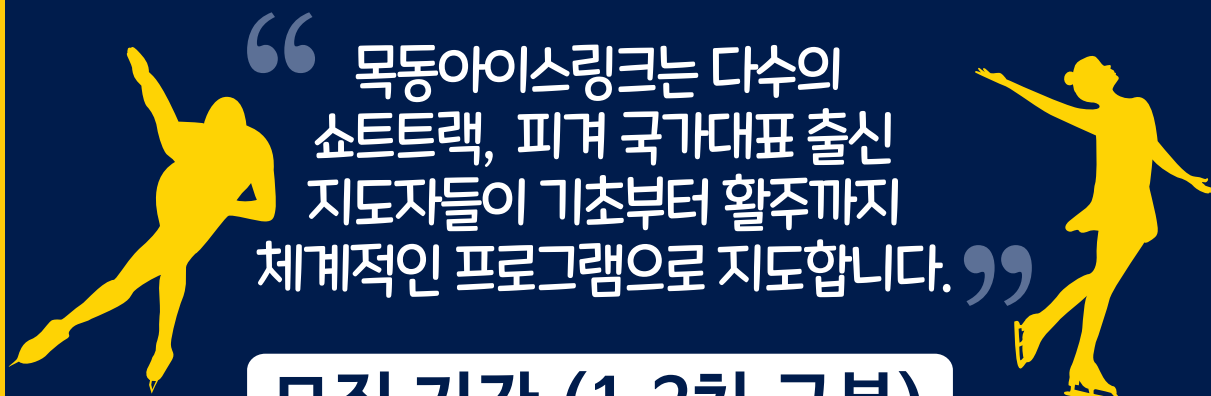 목동아이스링크는 다수의
쇼트트랙, 피겨 국가대표 출신
지도자들이 기초부터 활주까지
체계적인 프로그램으로 지도합니다.